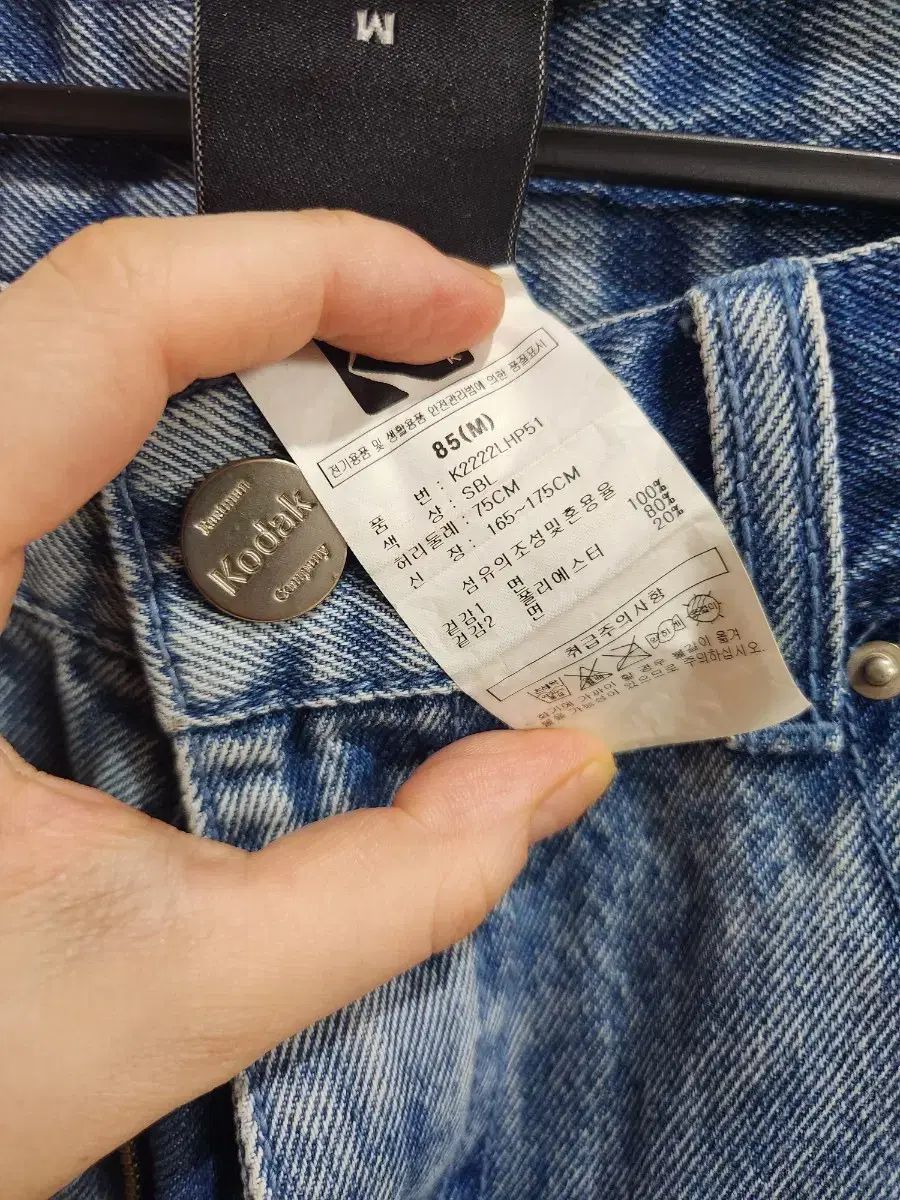 M
K
전기용품 및 생활용품 안전관리법에 의한 품질표시
85(M)
품 번 : K2222LHP51
색 상 : SBL
허리둘레 : 75CM
신 장 : 165~175CM
섬유의 조성 및 혼용율
겉감1 면 100%
겉감2 폴리에스터 80%
면 20%
취급주의사항
Eastman
Kodak
Company